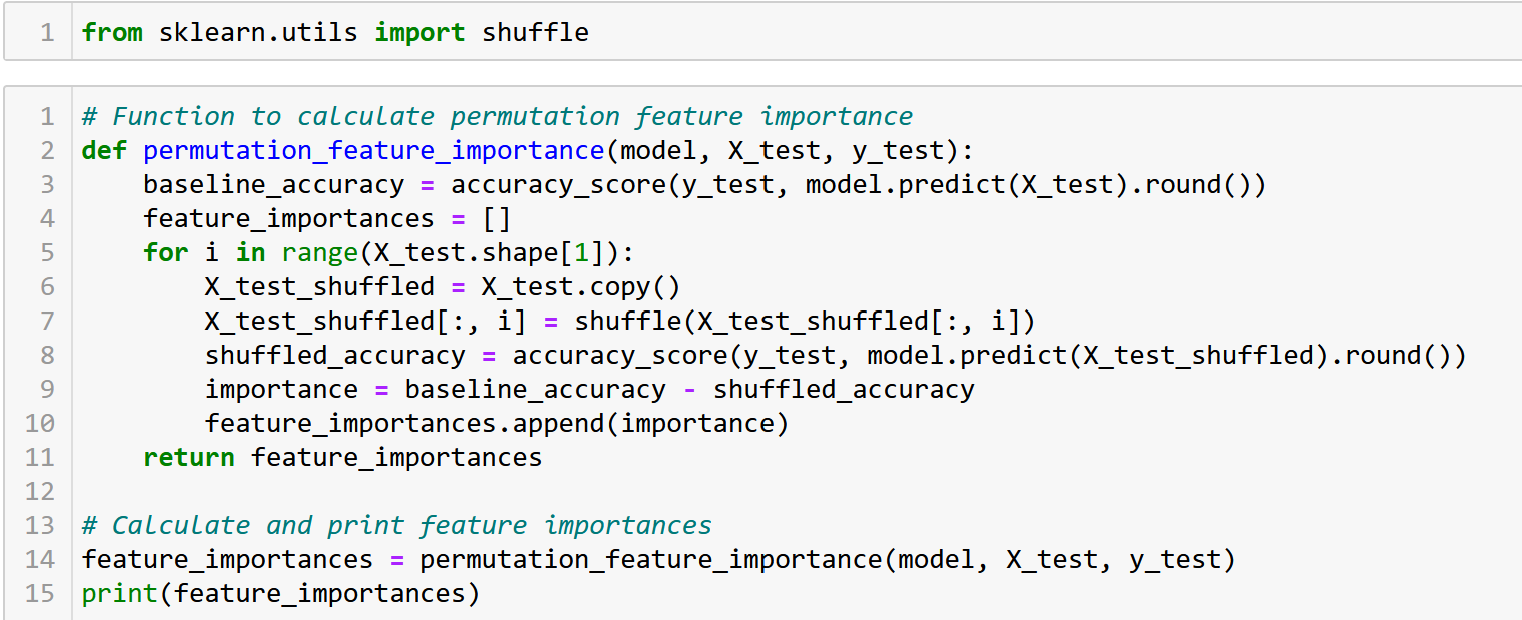 1 from sklearn.utils import shuffle
1 # Function to calculate permutation feature importance
2 def permutation_feature_importance(model, X_test, y_test):
3     baseline_accuracy = accuracy_score(y_test, model.predict(X_test).round())
4     feature_importances = []
5     for i in range(X_test.shape[1]):
6         X_test_shuffled = X_test.copy()
7         X_test_shuffled[:, i] = shuffle(X_test_shuffled[:, i])
8         shuffled_accuracy = accuracy_score(y_test, model.predict(X_test_shuffled).round())
9         importance = baseline_accuracy - shuffled_accuracy
10         feature_importances.append(importance)
11     return feature_importances
12
13 # Calculate and print feature importances
14 feature_importances = permutation_feature_importance(model, X_test, y_test)
15 print(feature_importances)